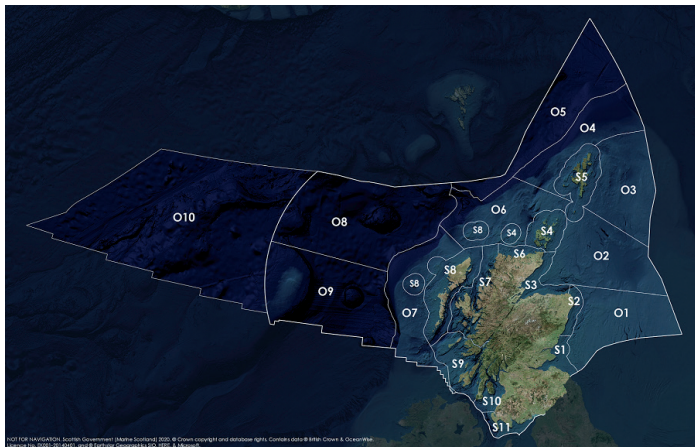 O5
O4
S5
O3
O10
O8
O6
S8
S4
S4
S6
O2
S8
S8
S7
S3
O9
S2
O7
O1
S1
S9
S10
S11
NOT FOR NAVIGATION. Scottish Government (Marine Scotland) 2020. © Crown copyright and database rights. Contains data © British Crown & OceanWise.